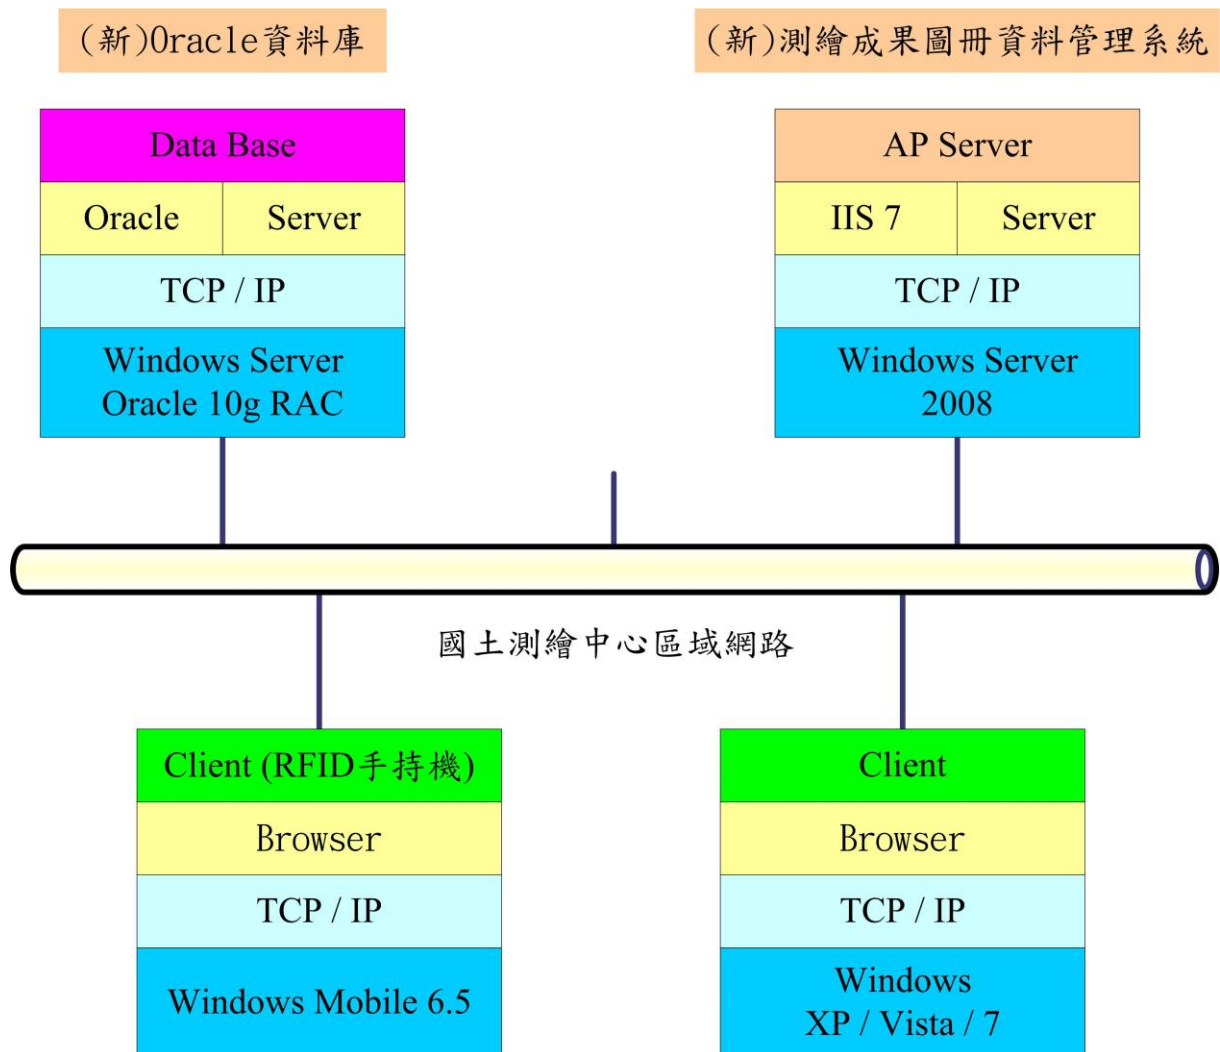 (新)Oracle資料庫
(新)測繪成果圖冊資料管理系統
Data Base
Oracle
Server
TCP / IP
Windows Server
Oracle 10g RAC
AP Server
IIS 7
Server
TCP / IP
Windows Server
2008
國土測繪中心區域網路
Client (RFID手持機)
Browser
TCP / IP
Windows Mobile 6.5
Client
Browser
TCP / IP
Windows
XP / Vista / 7